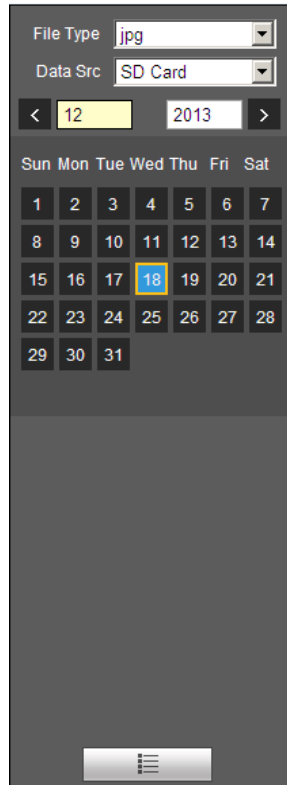 File Type jpg
Data Src SD Card
< 12 2013 >
Sun Mon Tue Wed Thu Fri Sat
1 2 3 4 5 6 7
8 9 10 11 12 13 14
15 16 17 18 19 20 21
22 23 24 25 26 27 28
29 30 31